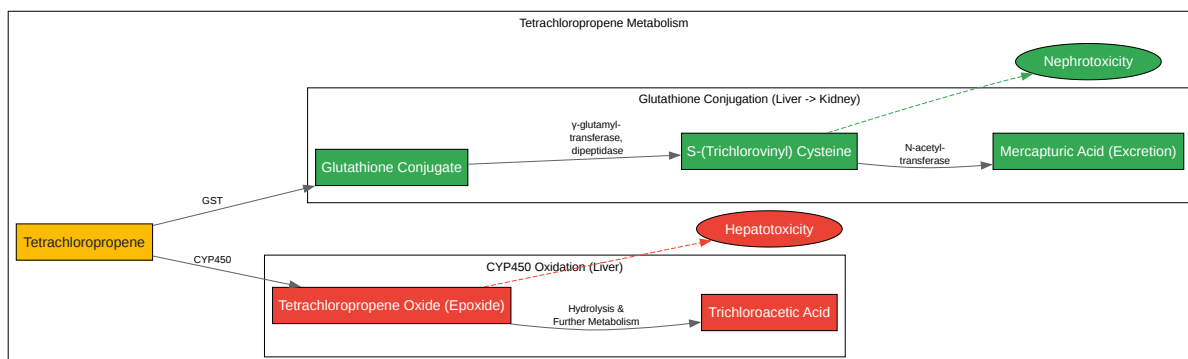 Tetrachloropropene Metabolism
Nephrotoxicity
Glutathione Conjugation (Liver -> Kidney)
γ-glutamyl-
transferase,
dipeptidase
Glutathione Conjugate
S-(Trichlorovinyl) Cysteine
N-acetyl-
transferase
Mercapturic Acid (Excretion)
GST
Tetrachloropropene
CYP450
Hepatotoxicity
CYP450 Oxidation (Liver)
Tetrachloropropene Oxide (Epoxide)
Hydrolysis &
Further Metabolism
Trichloroacetic Acid